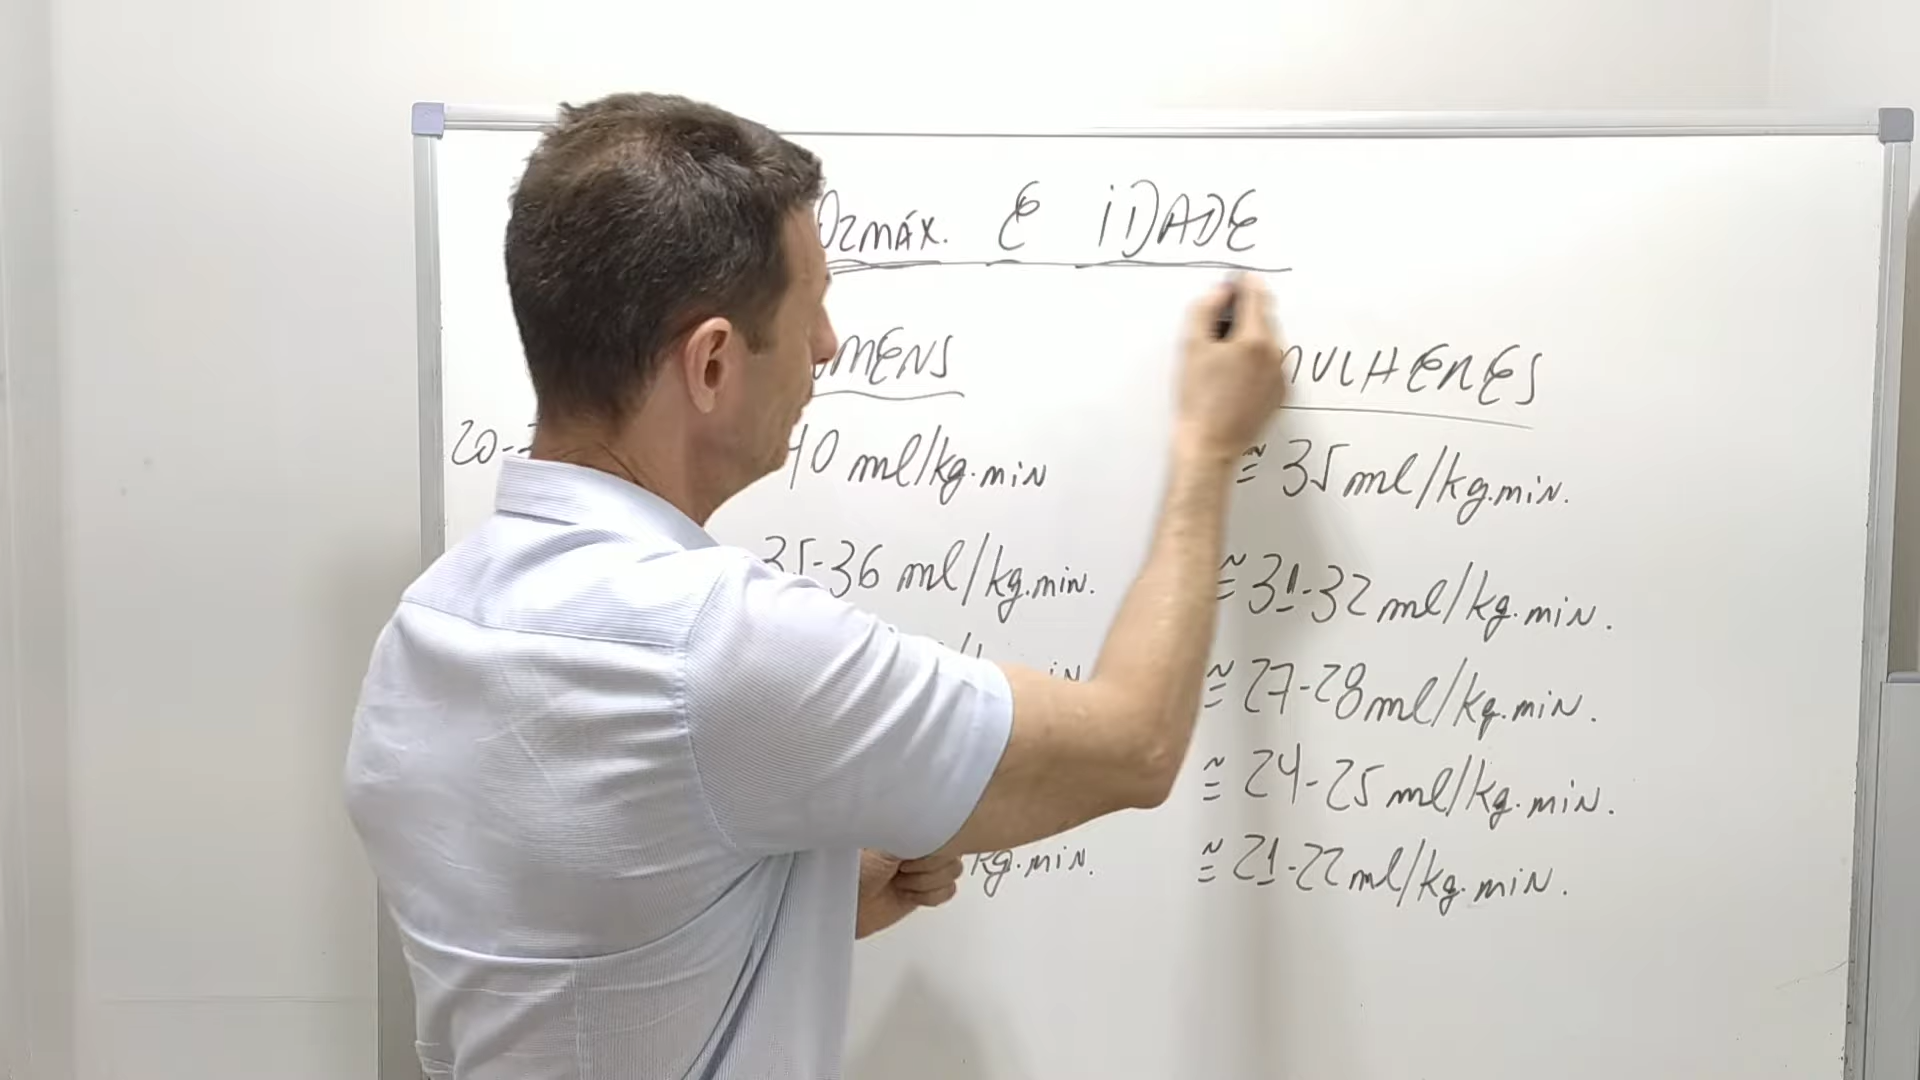 O2MÁX. E IDADE
MENS MULHERES
20- 40 ml/kg.min ≅ 35 ml/kg.min.
35-36 ml/kg.min. ≅ 31-32 ml/kg.min.
in ≅ 27-28 ml/kg.min.
≅ 24-25 ml/kg.min.
kg.min. ≅ 21-22 ml/kg.min.